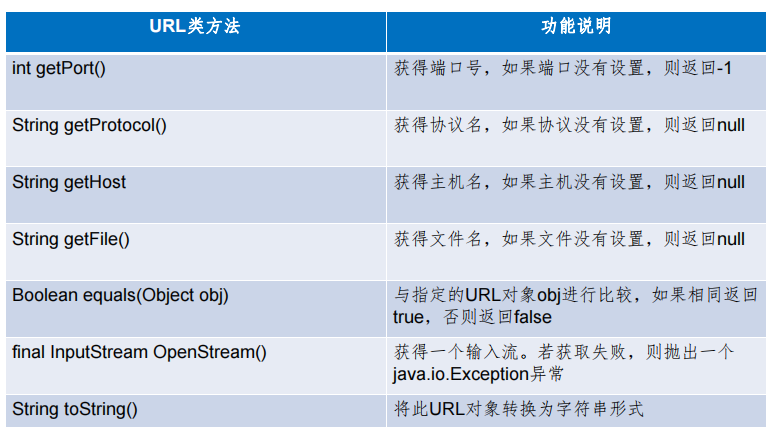 URL类方法 功能说明
int getPort() 获得端口号，如果端口没有设置，则返回-1
String getProtocol() 获得协议名，如果协议没有设置，则返回null
String getHost 获得主机名，如果主机没有设置，则返回null
String getFile() 获得文件名，如果文件没有设置，则返回null
Boolean equals(Object obj) 与指定的URL对象obj进行比较，如果相同返回
true，否则返回false
final InputStream OpenStream() 获得一个输入流。若获取失败，则抛出一个
java.io.Exception异常
String toString() 将此URL对象转换为字符串形式